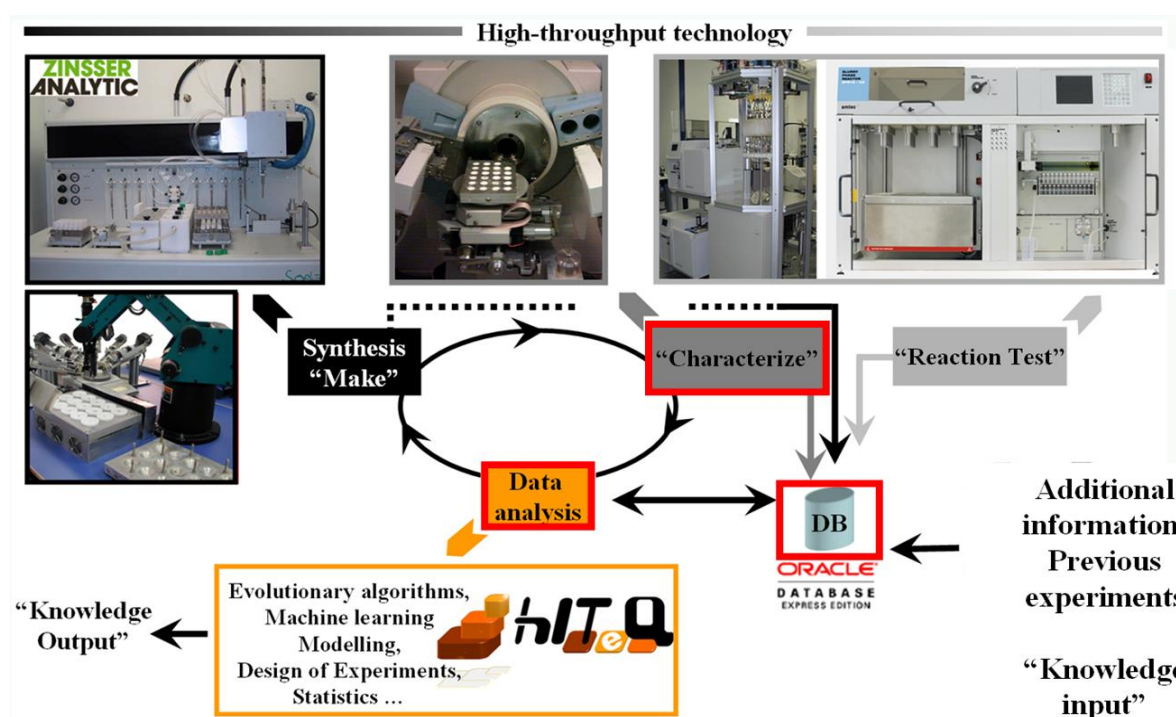 High-throughput technology
ZINSSER
ANALYTIC
Synthesis
“Make”
“Characterize”
“Reaction Test”
Data
analysis
DB
ORACLE®
DATABASE
EXPRESS EDITION
Additional
information
Previous
experiments
“Knowledge
input”
Evolutionary algorithms,
Machine learning
Modelling,
Design of Experiments,
Statistics ...
hITeQ
“Knowledge
Output”